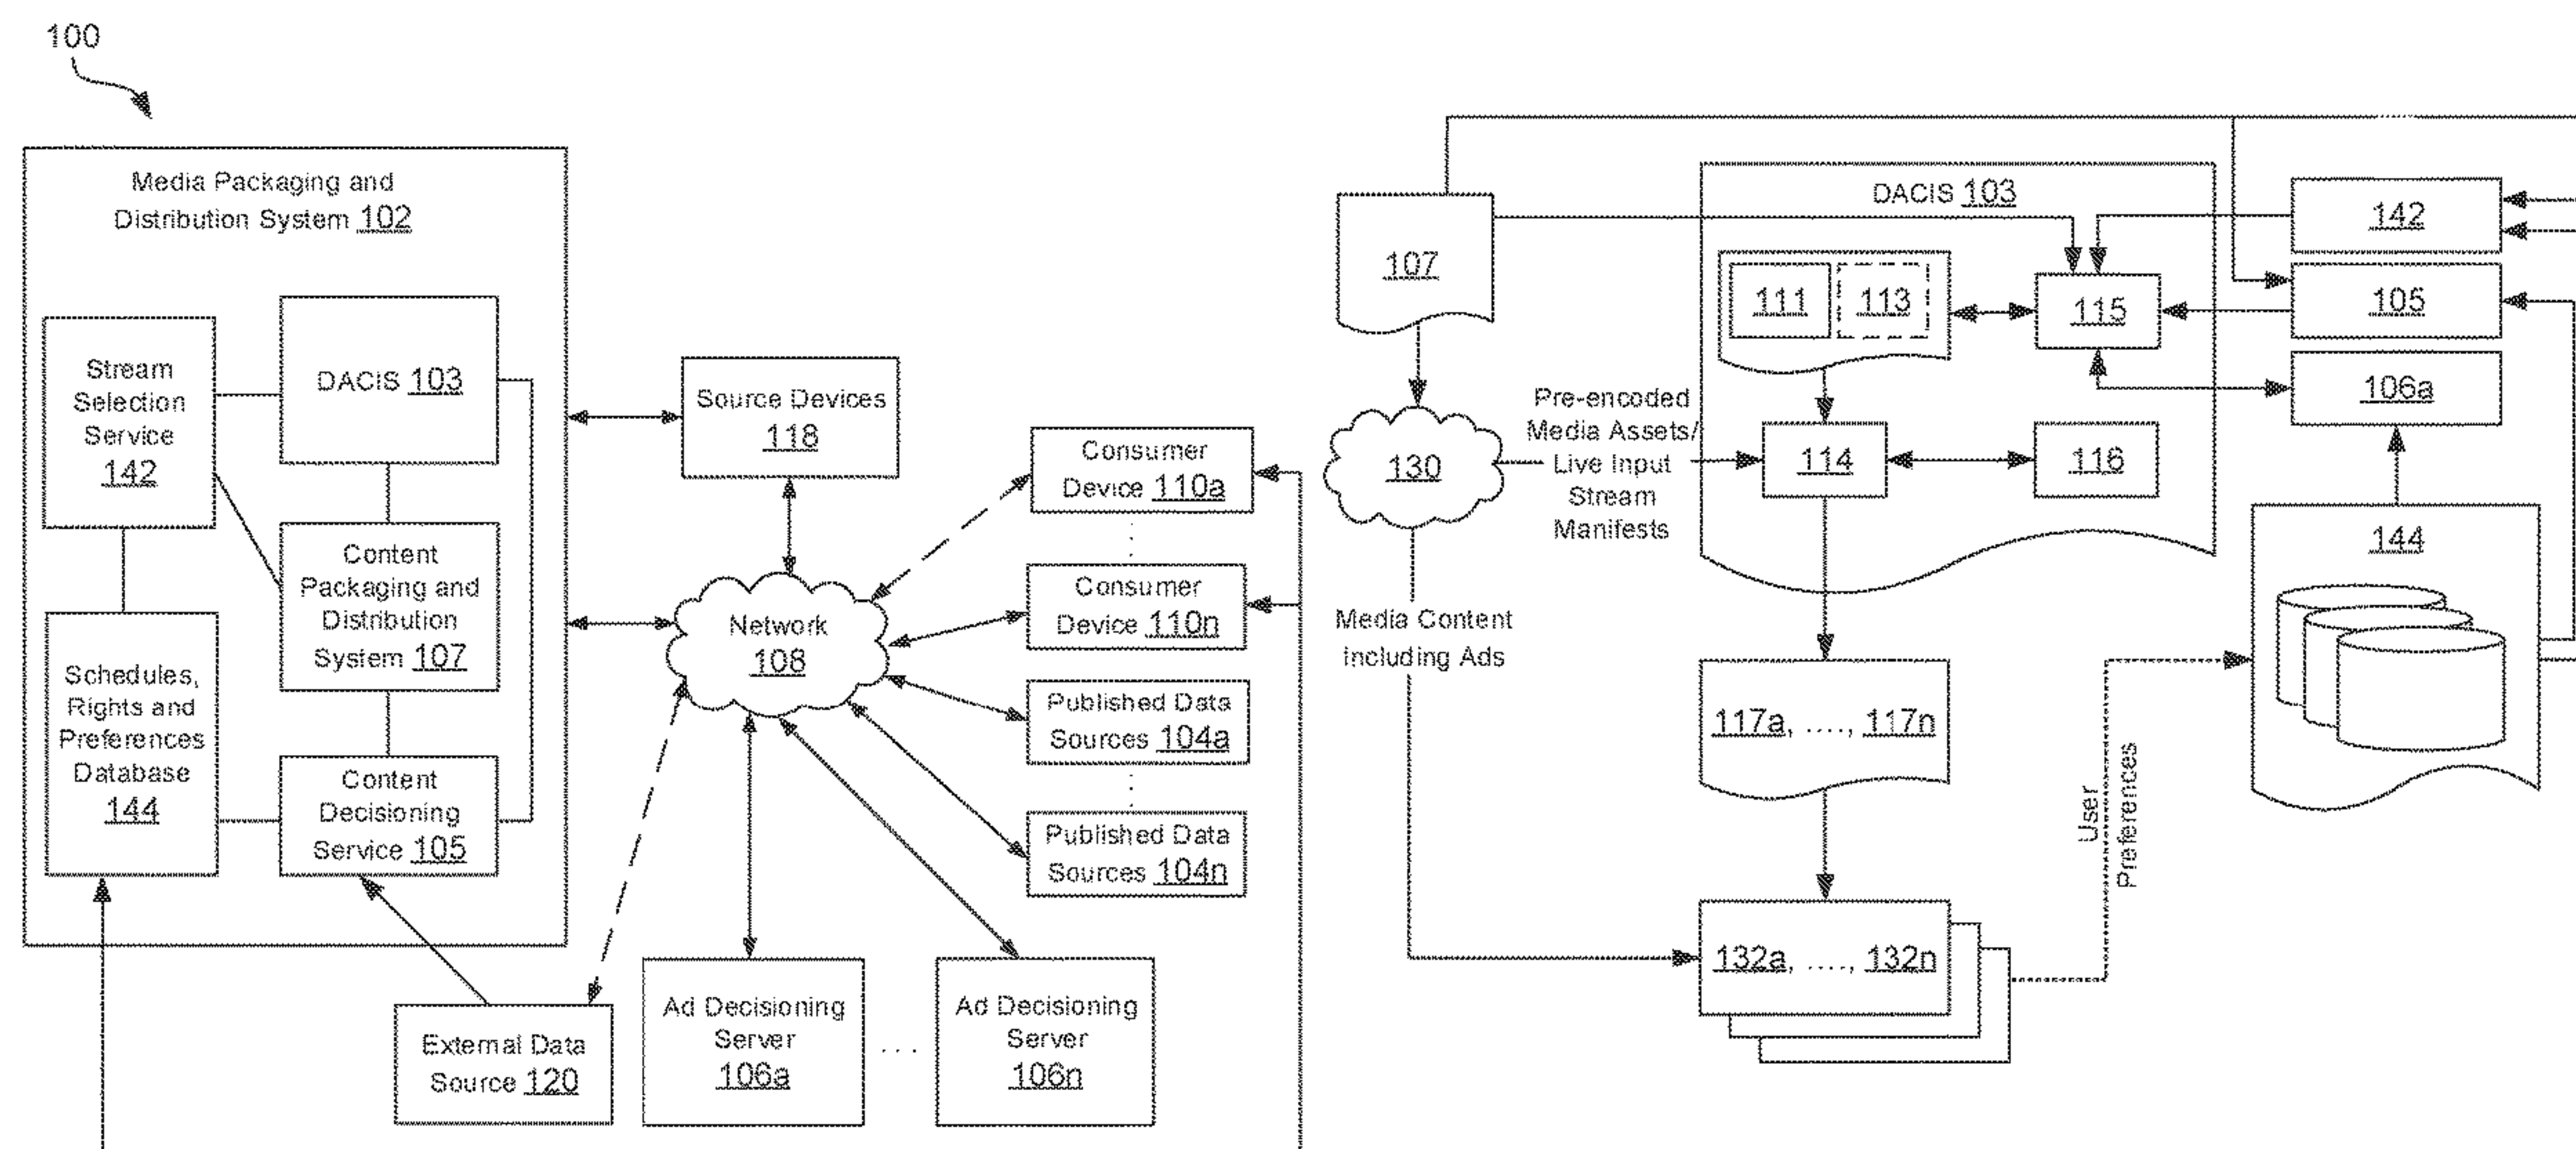 100
Media Packaging and
Distribution System 102
Stream
Selection
Service
142
DACIS 103
Content
Packaging and
Distribution
System 107
Schedules,
Rights and
Preferences
Database
144
Content
Decisioning
Service 105
Source Devices
118
Network
108
Consumer
Device 110a
Consumer
Device 110n
Published Data
Sources 104a
Published Data
Sources 104n
External Data
Source 120
Ad Decisioning
Server
106a
. . .
Ad Decisioning
Server
106n
107
130
Pre-encoded
Media Assets/
Live Input
Stream
Manifests
Media Content
Including Ads
DACIS 103
111
113
115
114
116
142
105
106a
144
117a, ...., 117n
132a, ...., 132n
User
Preferences